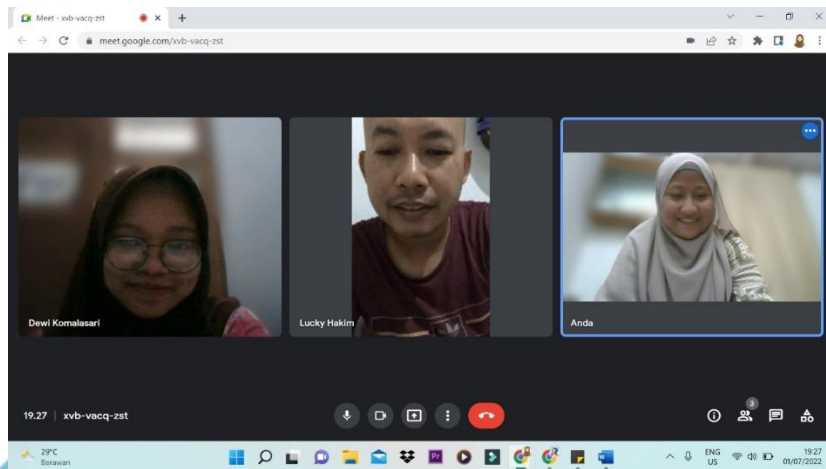 Meet - xvb-vacq-zst
meet.google.com/xvb-vacq-zst
Dewi Komalasari
Lucky Hakim
Anda
19.27 | xvb-vacq-zst
3
29°C
Berawan
Pr
ENG
US
19:27
01/07/2022